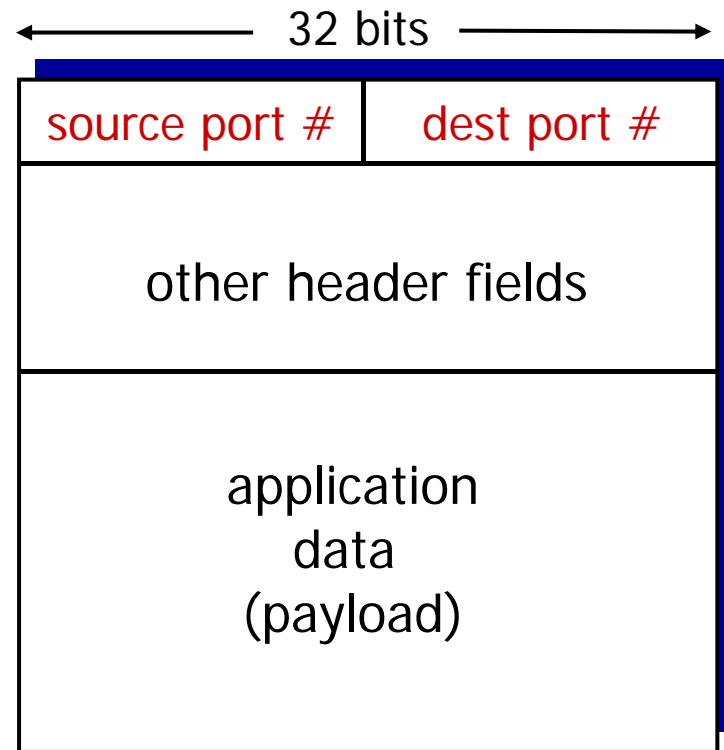 32 bits
source port #
dest port #
other header fields
application
data
(payload)